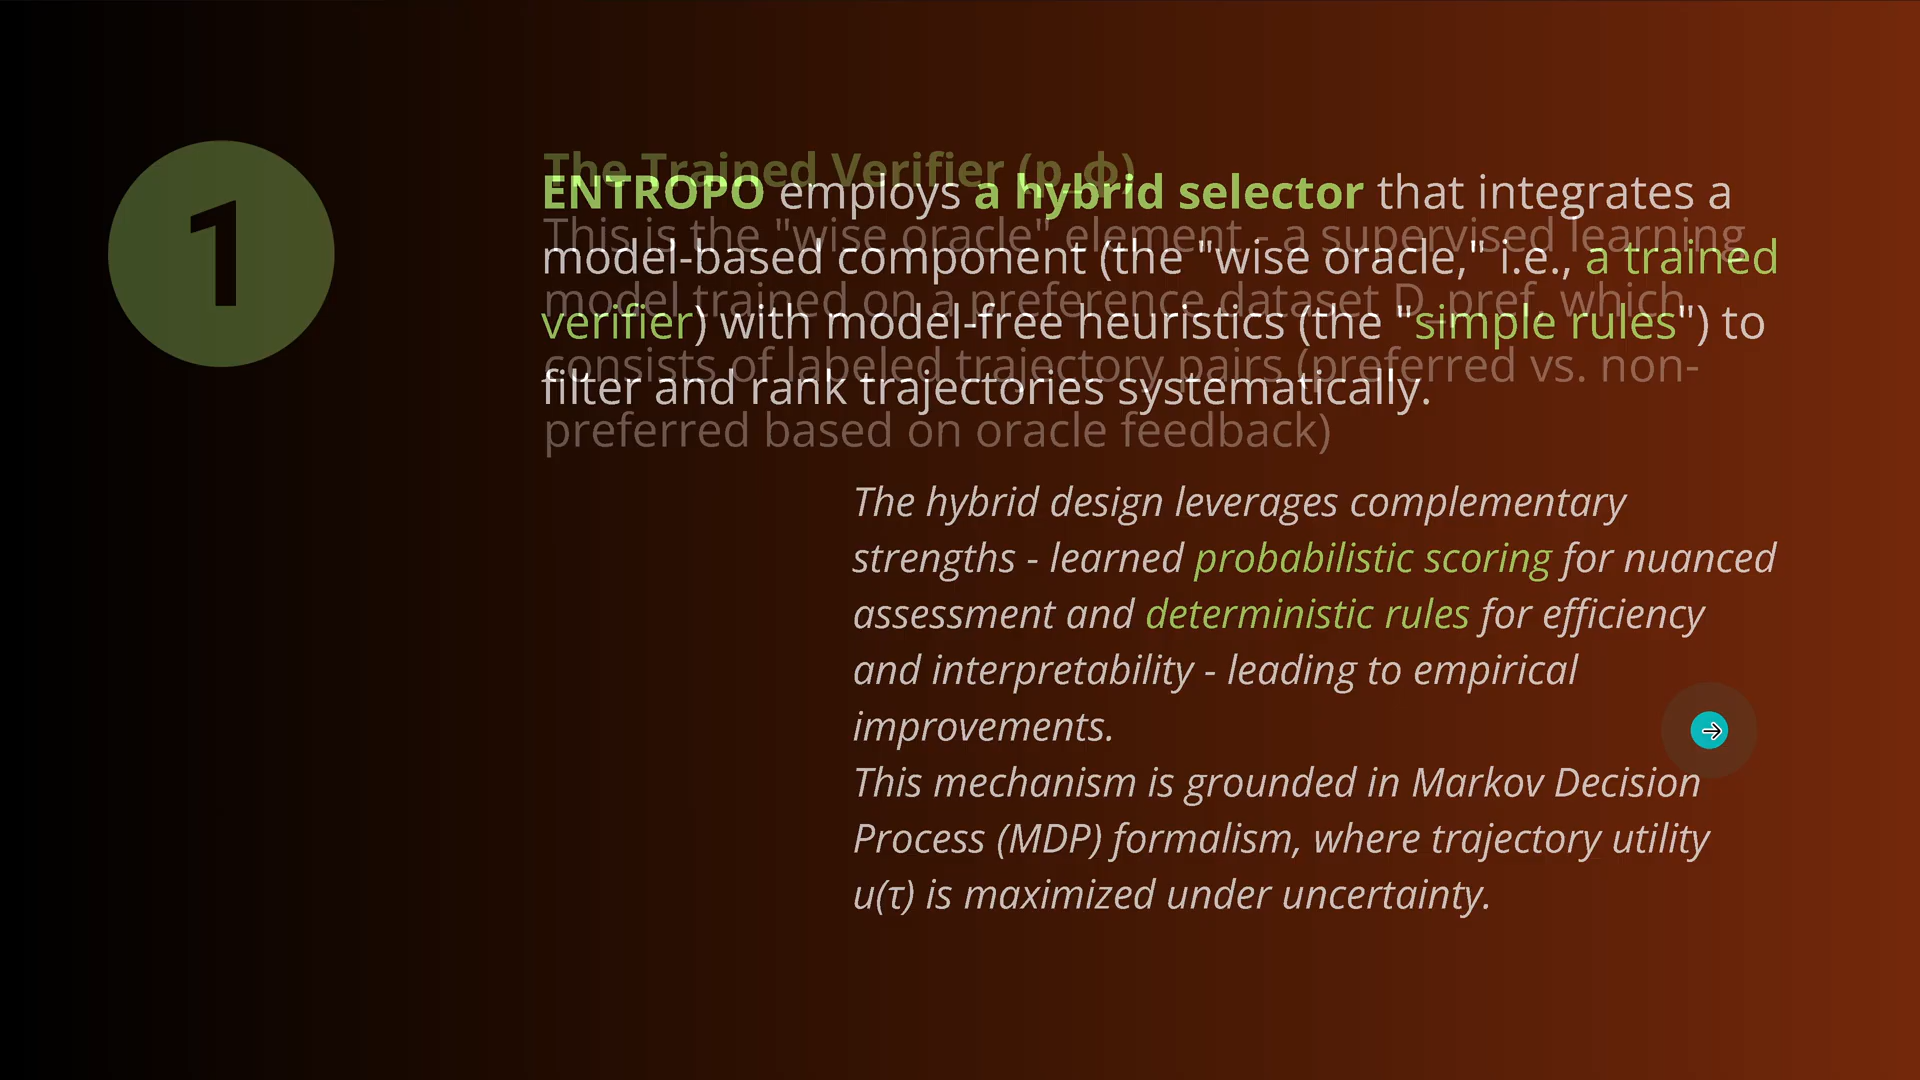 1
The Trained Verifier (p_ϕ)
This is the "wise oracle" element - a supervised learning
model trained on a preference dataset D_pref, which
consists of labeled trajectory pairs (preferred vs. non-
preferred based on oracle feedback)
ENTROPO employs a hybrid selector that integrates a
model-based component (the "wise oracle," i.e., a trained
verifier) with model-free heuristics (the "simple rules") to
filter and rank trajectories systematically.
The hybrid design leverages complementary
strengths - learned probabilistic scoring for nuanced
assessment and deterministic rules for efficiency
and interpretability - leading to empirical
improvements.
This mechanism is grounded in Markov Decision
Process (MDP) formalism, where trajectory utility
u(τ) is maximized under uncertainty.